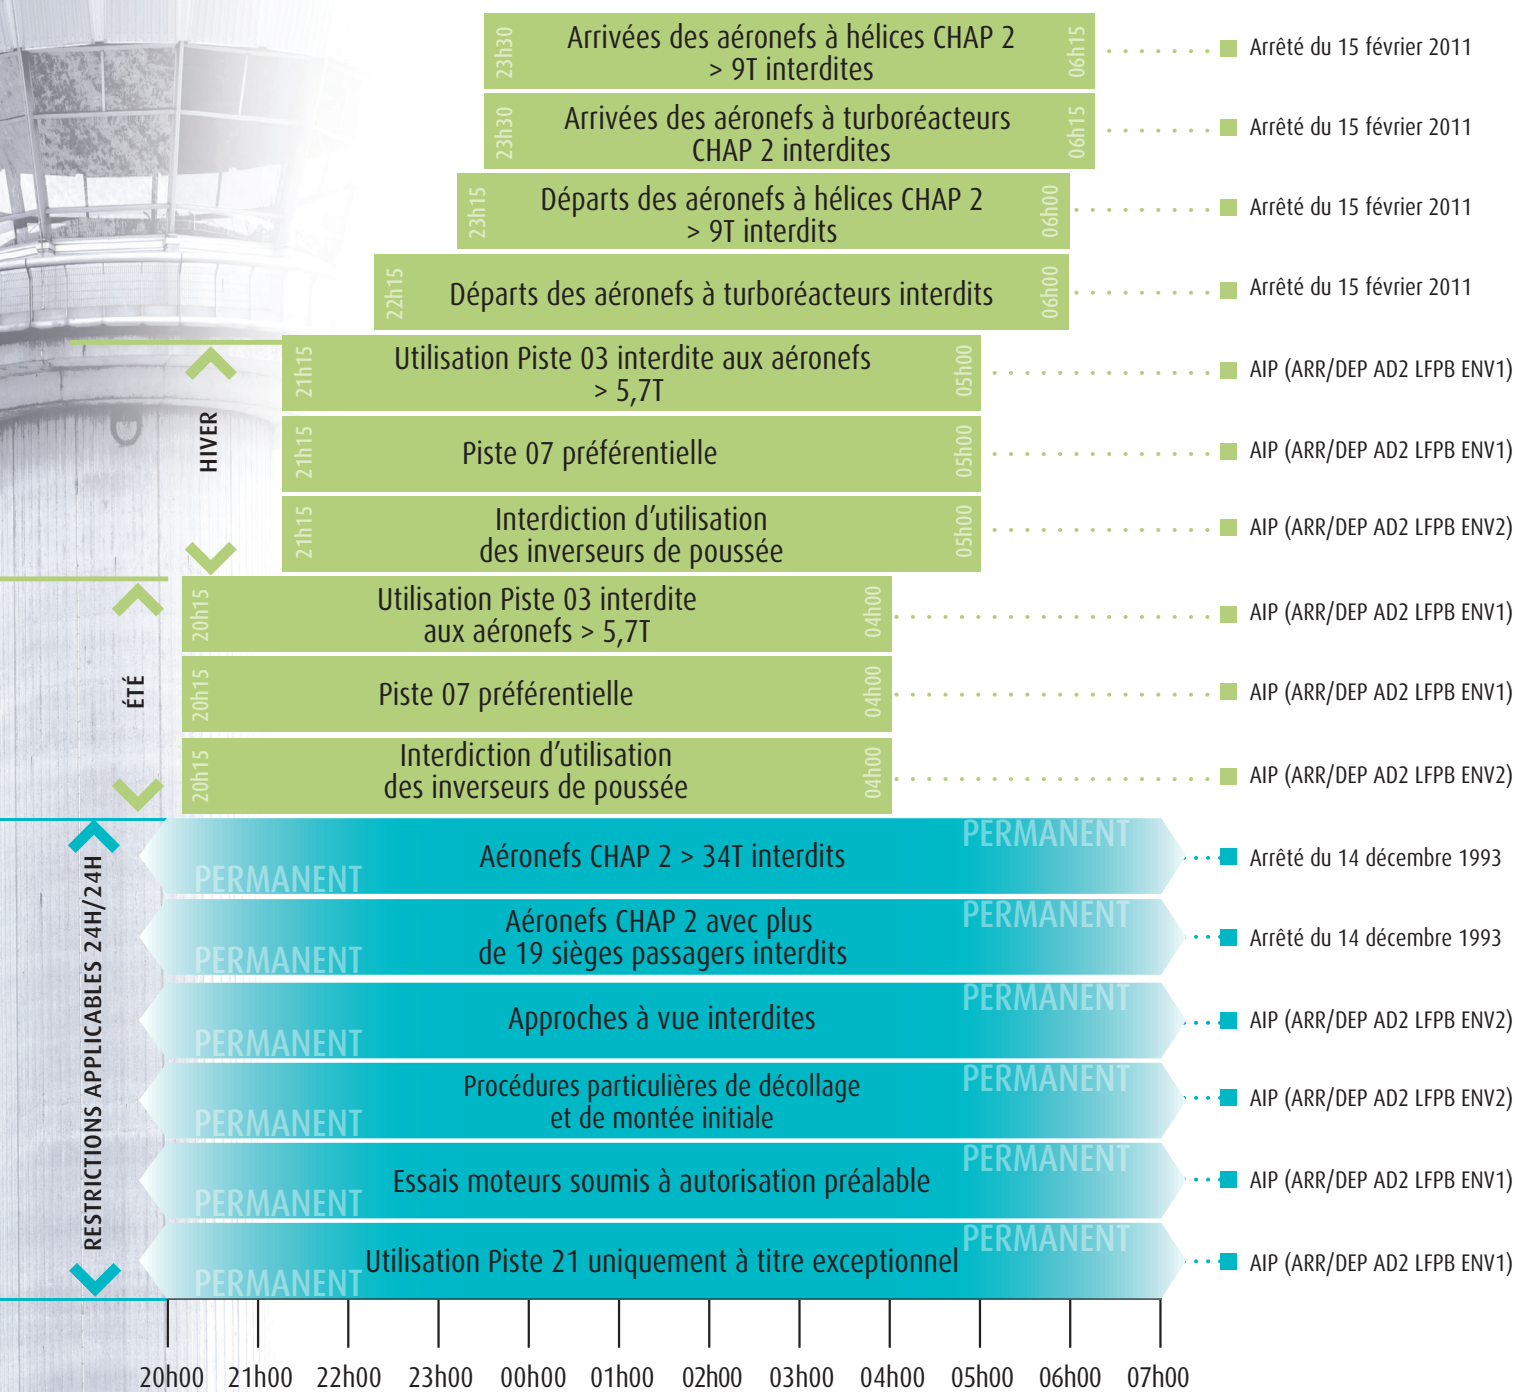 23h30
Arrivées des aéronefs à hélices CHAP 2
> 9T interdites
06h15
Arrêté du 15 février 2011
23h30
Arrivées des aéronefs à turboréacteurs
CHAP 2 interdites
06h15
Arrêté du 15 février 2011
23h15
Départs des aéronefs à hélices CHAP 2
> 9T interdits
06h00
Arrêté du 15 février 2011
22h15
Départs des aéronefs à turboréacteurs interdits
06h00
Arrêté du 15 février 2011
HIVER
21h15
Utilisation Piste 03 interdite aux aéronefs
> 5,7T
05h00
AIP (ARR/DEP AD2 LFPB ENV1)
21h15
Piste 07 préférentielle
05h00
AIP (ARR/DEP AD2 LFPB ENV1)
21h15
Interdiction d’utilisation
des inverseurs de poussée
05h00
AIP (ARR/DEP AD2 LFPB ENV2)
ÉTÉ
20h15
Utilisation Piste 03 interdite
aux aéronefs > 5,7T
04h00
AIP (ARR/DEP AD2 LFPB ENV1)
20h15
Piste 07 préférentielle
04h00
AIP (ARR/DEP AD2 LFPB ENV1)
20h15
Interdiction d’utilisation
des inverseurs de poussée
04h00
AIP (ARR/DEP AD2 LFPB ENV2)
RESTRICTIONS APPLICABLES 24H/24H
PERMANENT
Aéronefs CHAP 2 > 34T interdits
PERMANENT
Arrêté du 14 décembre 1993
PERMANENT
Aéronefs CHAP 2 avec plus
de 19 sièges passagers interdits
PERMANENT
Arrêté du 14 décembre 1993
PERMANENT
Approches à vue interdites
PERMANENT
AIP (ARR/DEP AD2 LFPB ENV2)
PERMANENT
Procédures particulières de décollage
et de montée initiale
PERMANENT
AIP (ARR/DEP AD2 LFPB ENV2)
PERMANENT
Essais moteurs soumis à autorisation préalable
PERMANENT
AIP (ARR/DEP AD2 LFPB ENV1)
PERMANENT
Utilisation Piste 21 uniquement à titre exceptionnel
PERMANENT
AIP (ARR/DEP AD2 LFPB ENV1)
20h00 21h00 22h00 23h00 00h00 01h00 02h00 03h00 04h00 05h00 06h00 07h00